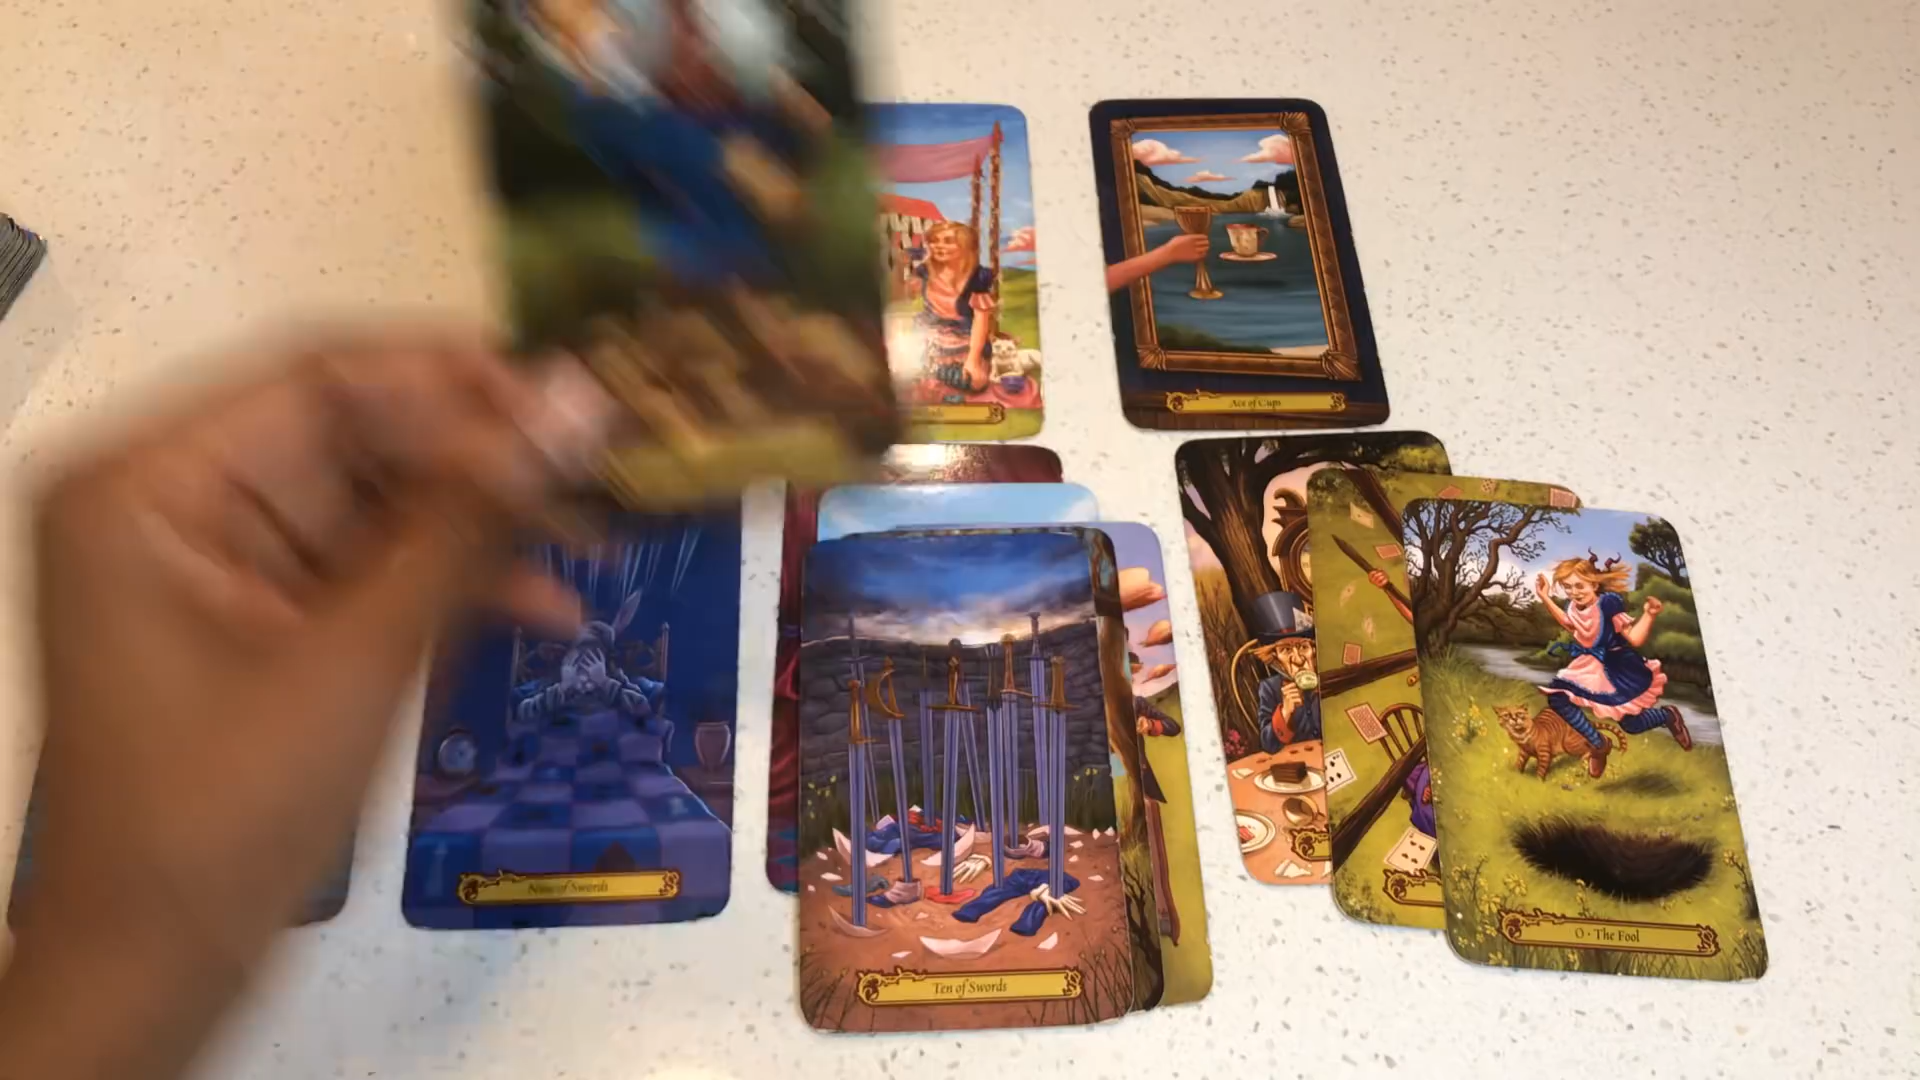 Ace of Cups
Nine of Swords
Ten of Swords
0 · The Fool